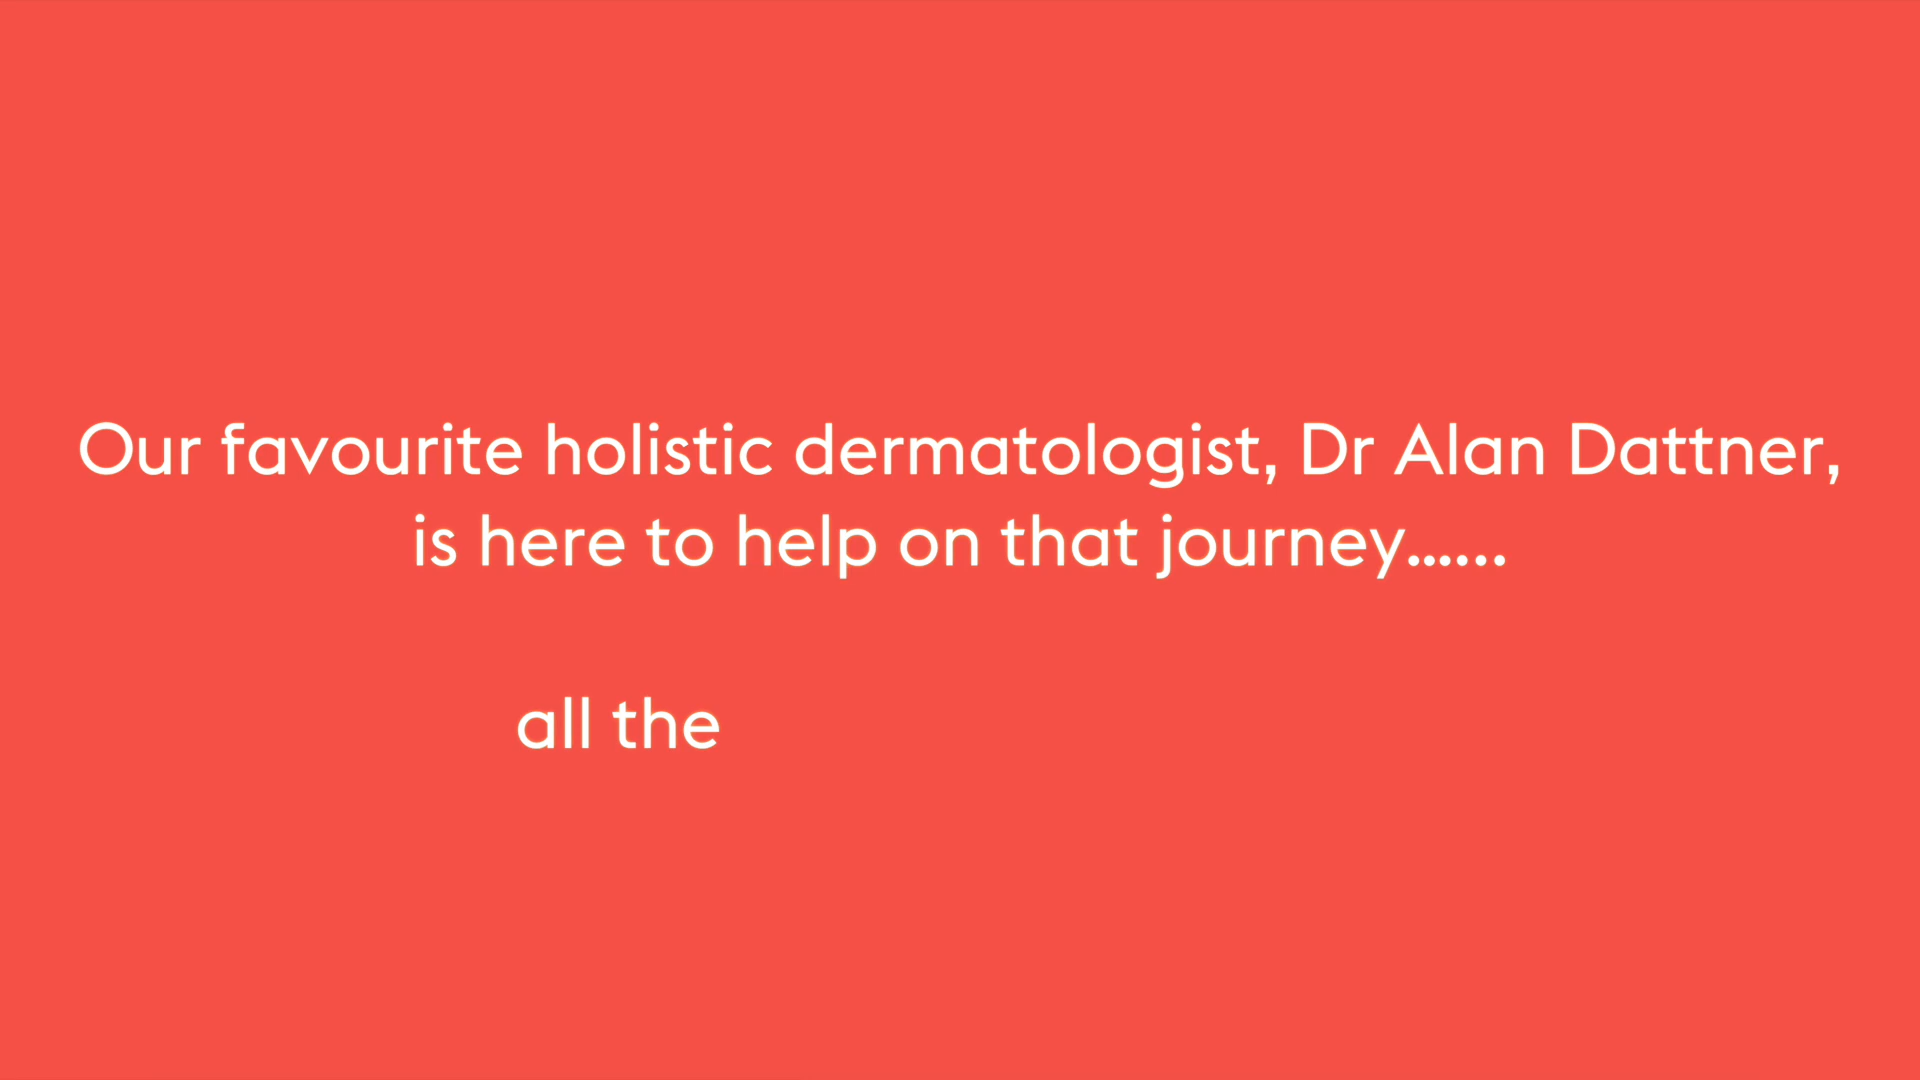 Our favourite holistic dermatologist, Dr Alan Dattner,
is here to help on that journey......
all the